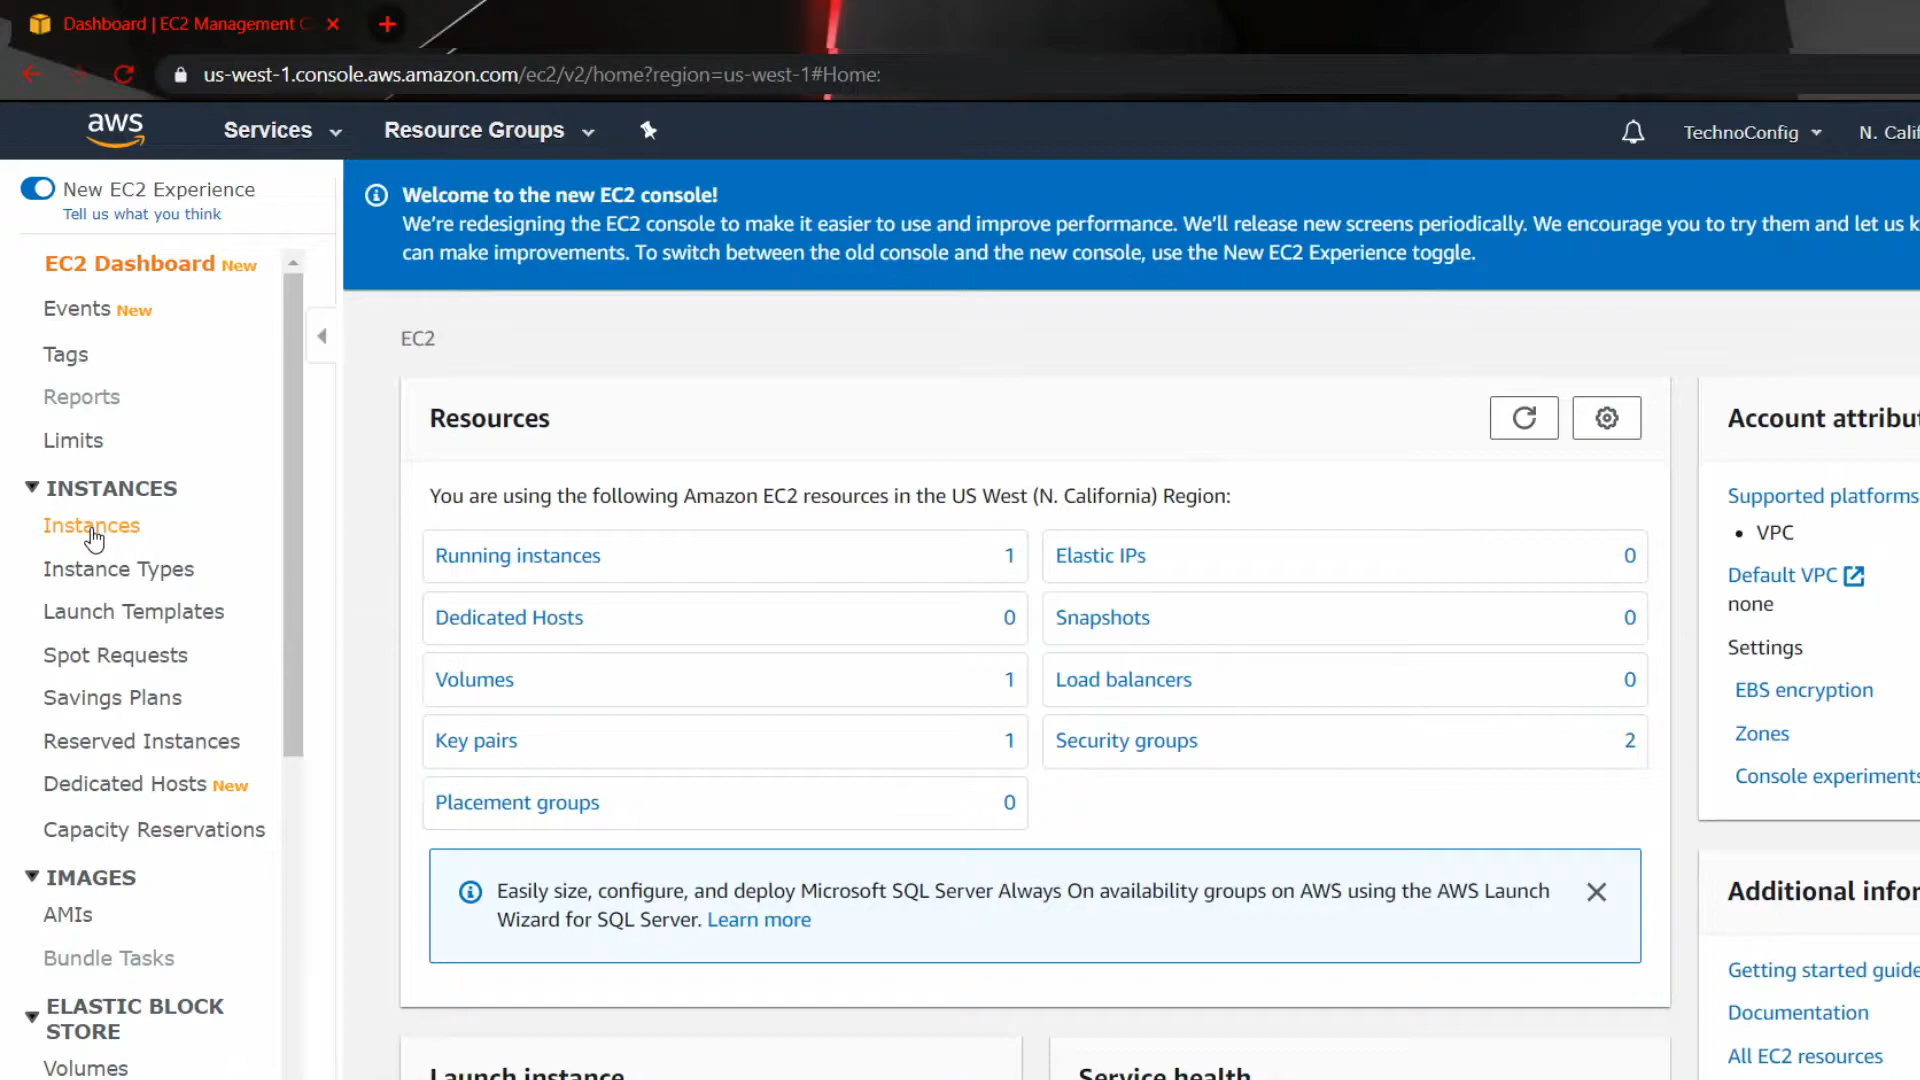 Dashboard | EC2 Management C
us-west-1.console.aws.amazon.com/ec2/v2/home?region=us-west-1#Home:
aws
Services
Resource Groups
TechnoConfig
N. Calif
New EC2 Experience
Tell us what you think
EC2 Dashboard New
Events New
Tags
Reports
Limits
INSTANCES
Instances
Instance Types
Launch Templates
Spot Requests
Savings Plans
Reserved Instances
Dedicated Hosts New
Capacity Reservations
IMAGES
AMIs
Bundle Tasks
ELASTIC BLOCK
STORE
Volumes
Welcome to the new EC2 console!
We're redesigning the EC2 console to make it easier to use and improve performance. We'll release new screens periodically. We encourage you to try them and let us k
can make improvements. To switch between the old console and the new console, use the New EC2 Experience toggle.
EC2
Resources
You are using the following Amazon EC2 resources in the US West (N. California) Region:
Running instances 1
Elastic IPs 0
Dedicated Hosts 0
Snapshots 0
Volumes 1
Load balancers 0
Key pairs 1
Security groups 2
Placement groups 0
Easily size, configure, and deploy Microsoft SQL Server Always On availability groups on AWS using the AWS Launch
Wizard for SQL Server. Learn more
Launch instance
Service health
Account attribut
Supported platforms
• VPC
Default VPC
none
Settings
EBS encryption
Zones
Console experiments
Additional infor
Getting started guide
Documentation
All EC2 resources